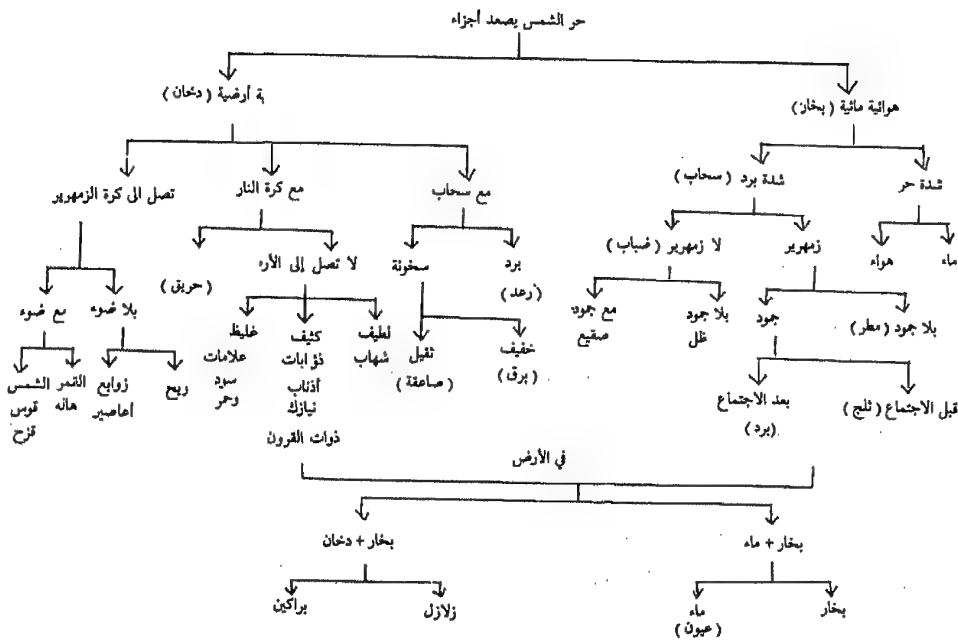 حر الشمس يصعد أجزاء
هوائية مائية (بخار)
ية أرضية (دخان)
شدة حر
شدة برد (سحاب)
مع سحاب
مع كرة النار
تصل الى كرة الزمهرير
ماء
هواء
زمهرير
لا زمهرير (ضباب)
برد
(رعد)
سخونة
لا تصل إلى الأره
(حريق)
بلا ضوء
مع ضوء
بلا جمود (مطر)
جمود
بلا جمود
ظل
مع جمود
صقيع
خفيف
(برق)
ثقيل
(صاعقة)
لطيف
شهاب
كثيف
ذؤابات
أذناب
نيازك
ذوات القرون
غليظ
علامات
سود
وحمر
ريح
زوابع
أعاصير
القمر
هاله
الشمس
قوس
قزح
قبل الاجتماع (ثلج)
بعد الاجتماع
(برد)
في الأرض
بخار + ماء
بخار + دخان
بخار
ماء
(عيون)
زلازل
براكين